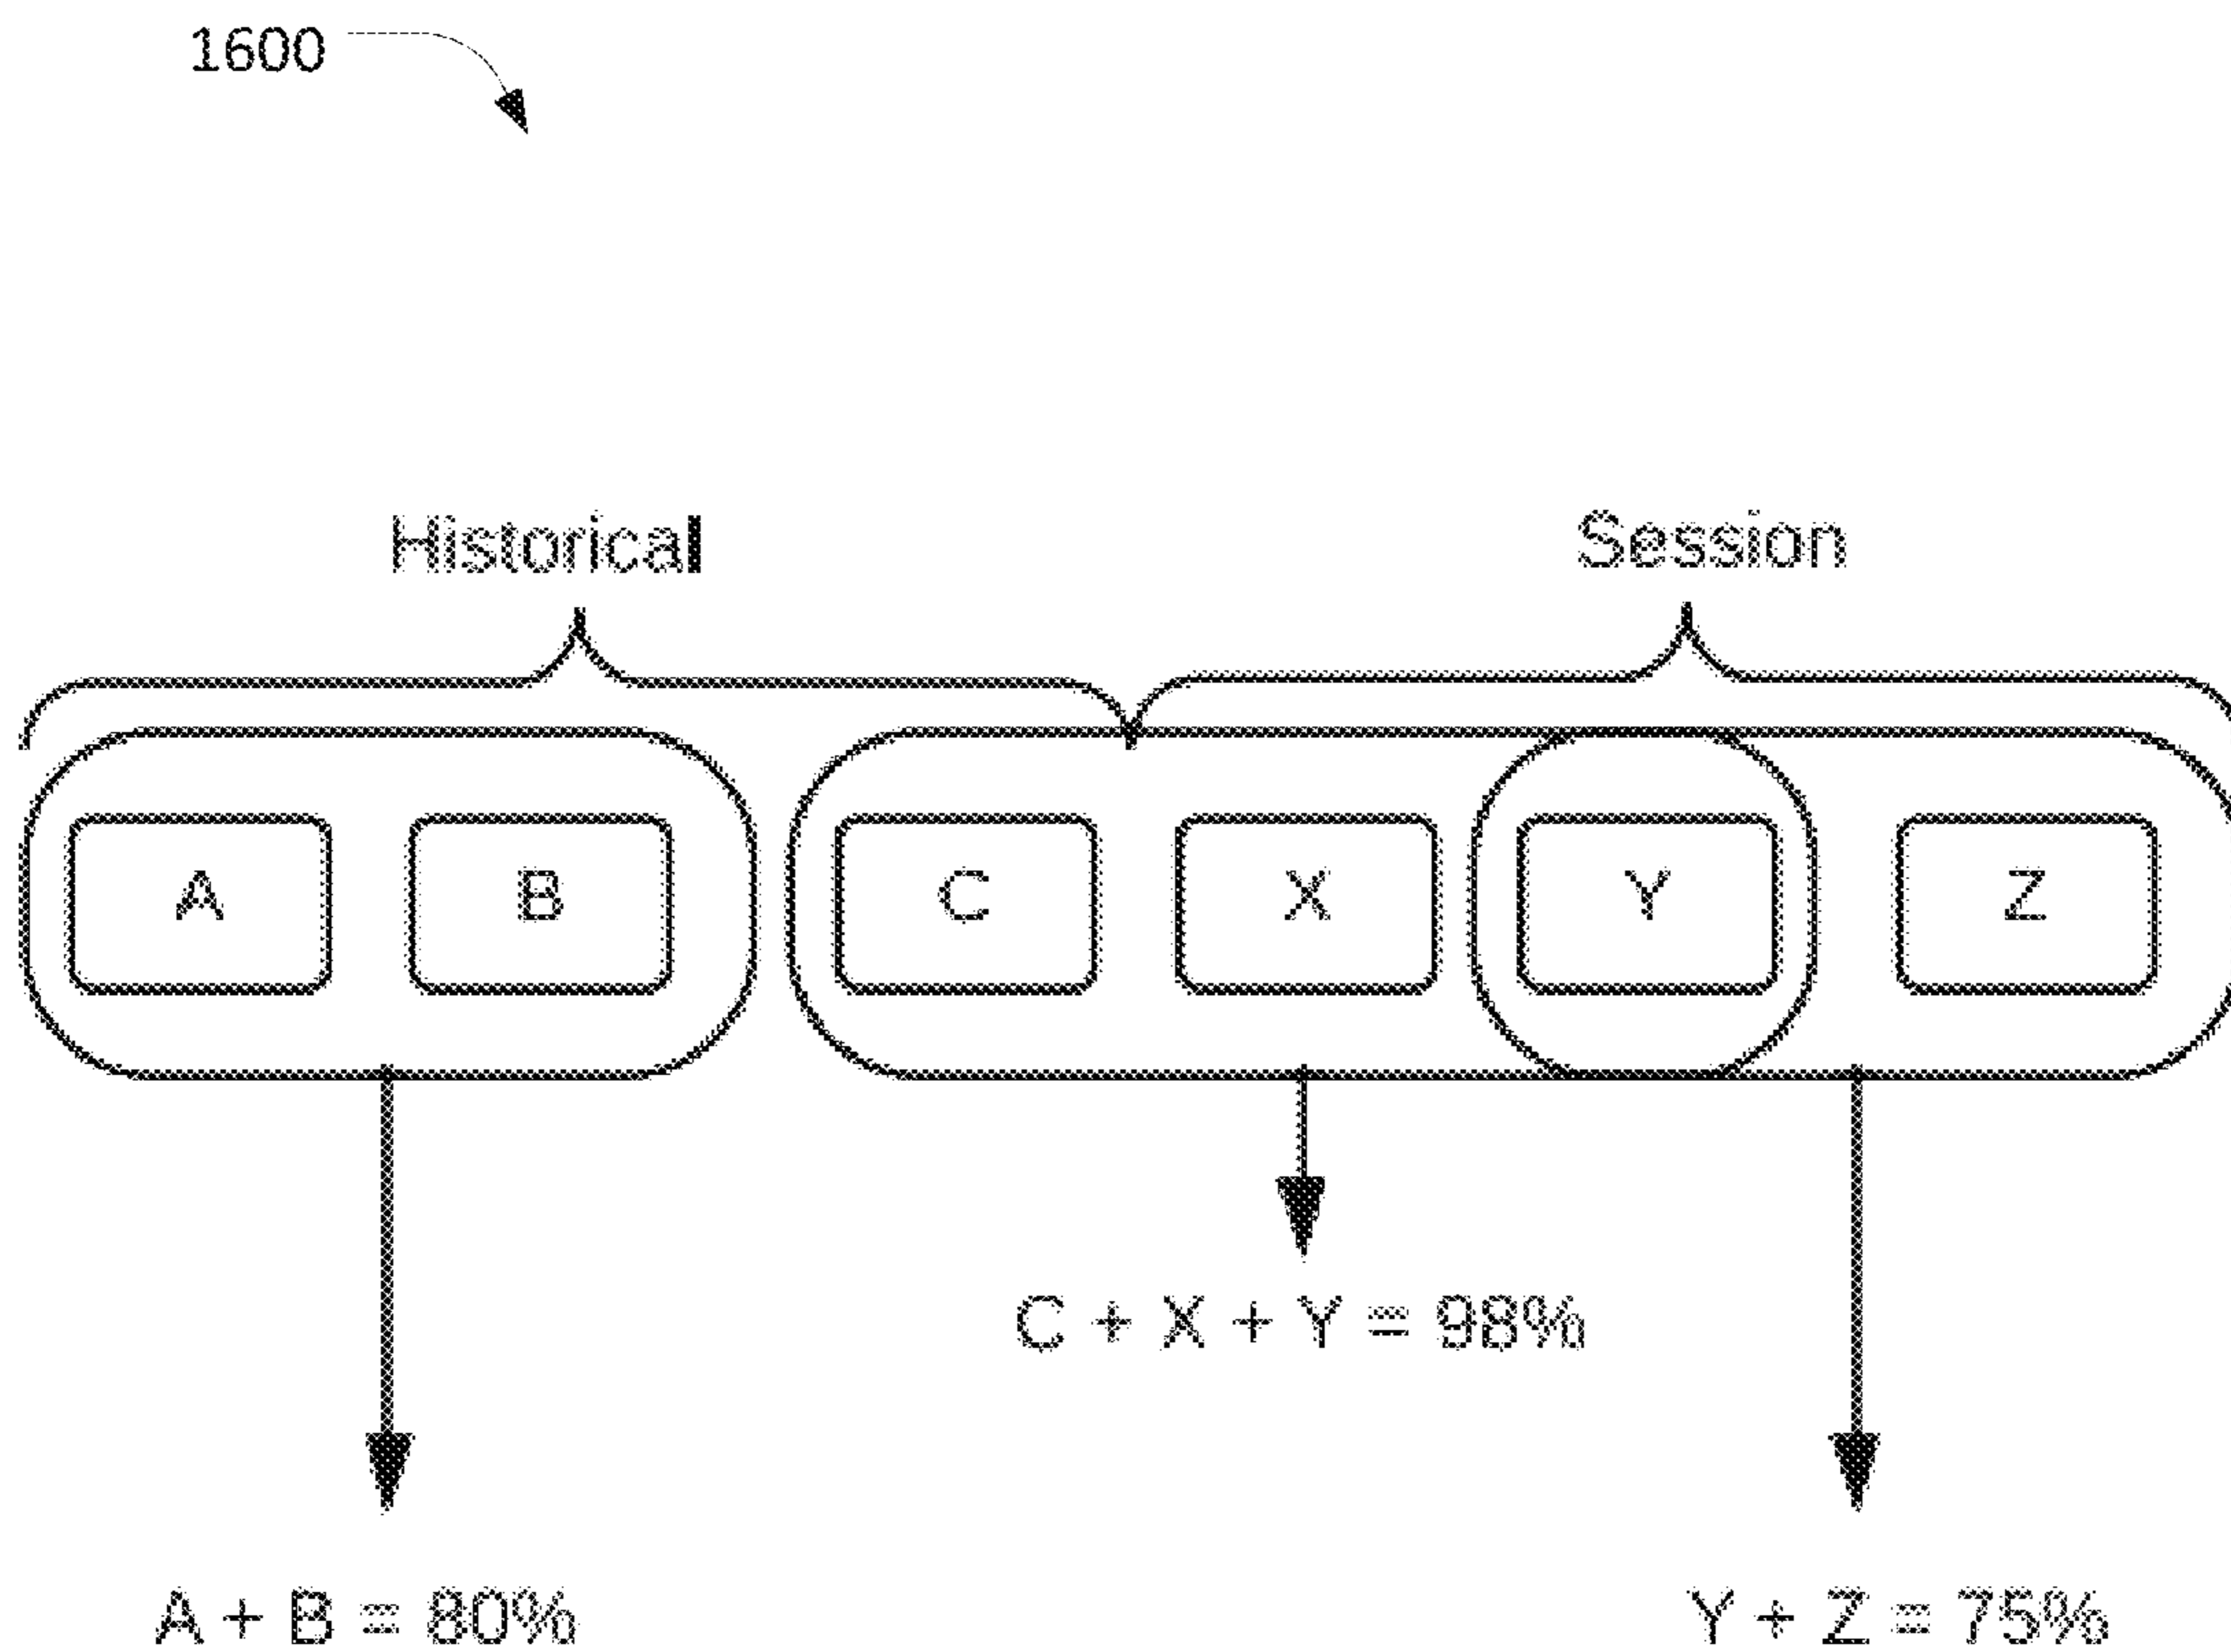 1600
Historical
Session
A
B
C
X
Y
Z
C + X + Y = 98%
A + B = 80%
Y + Z = 75%